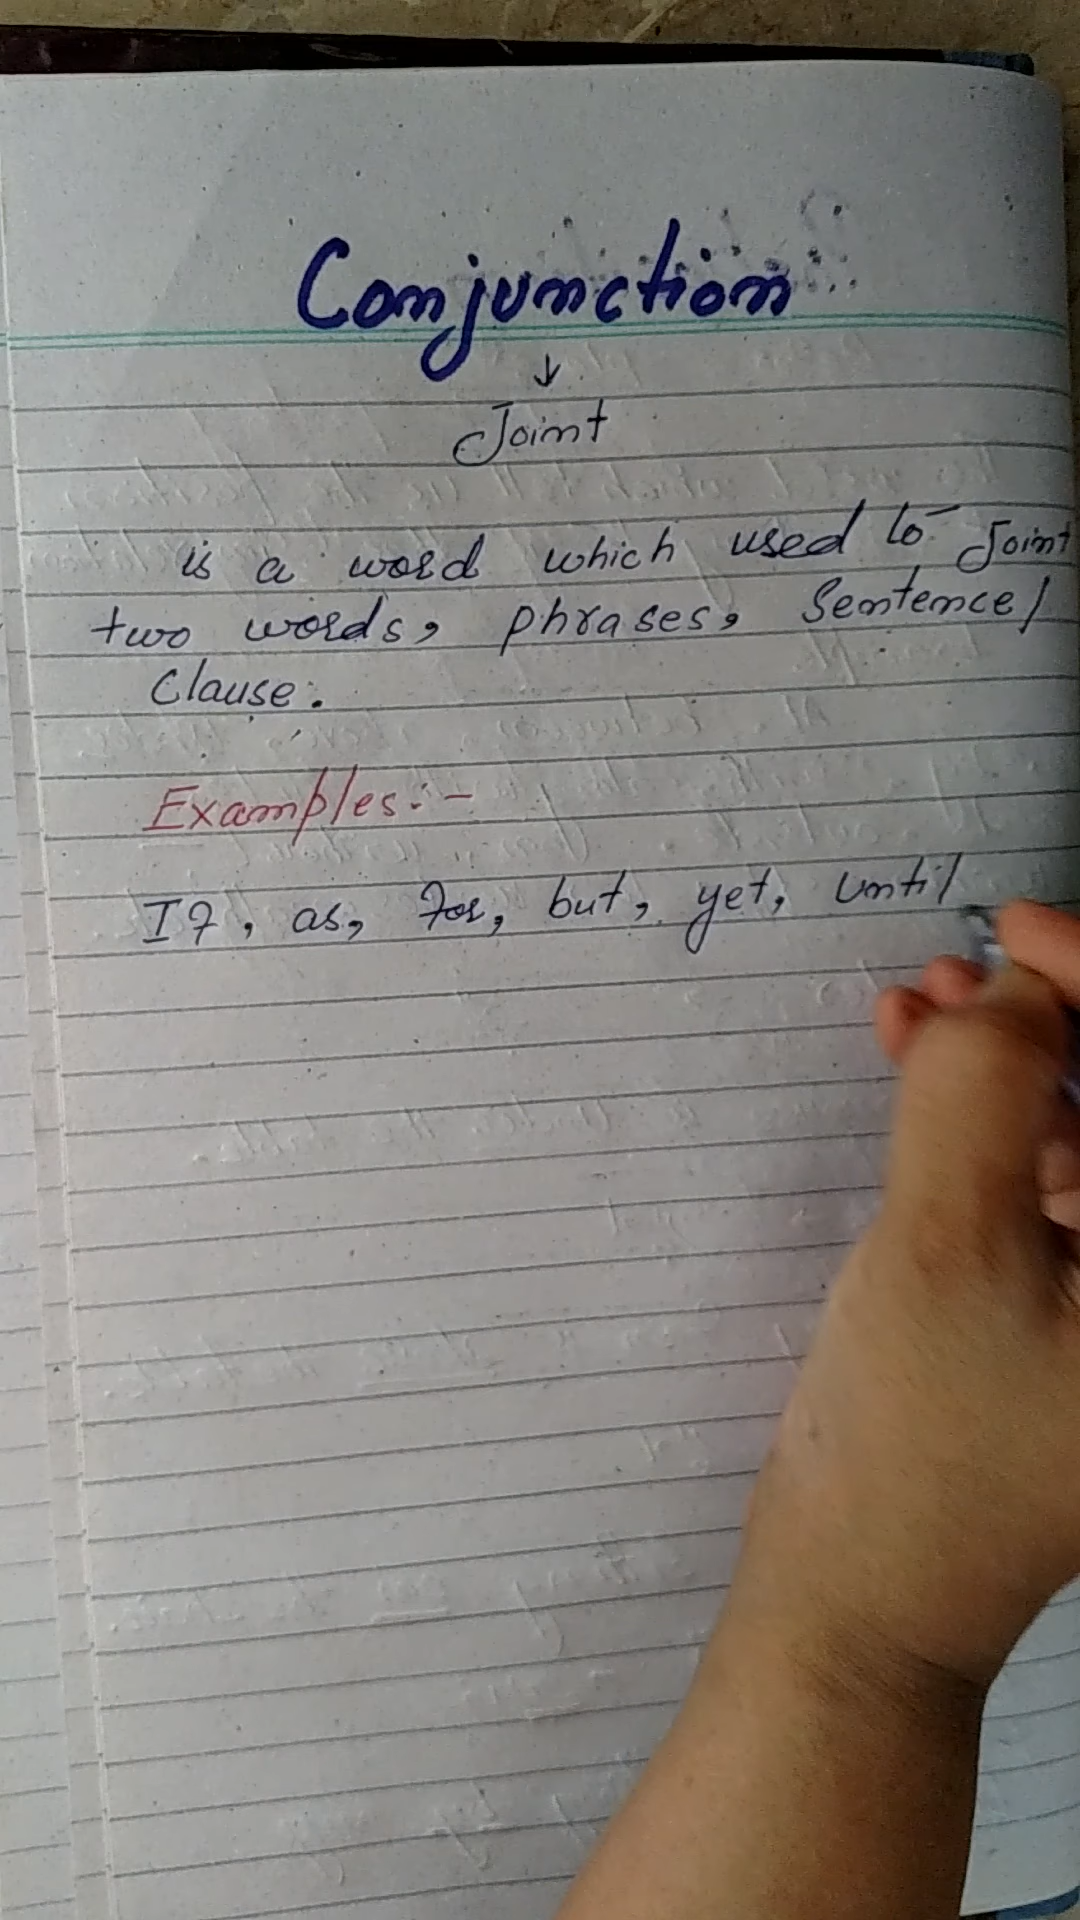 Conjunction
↓
Joint
is a word which used to Joint
two words, phrases, Sentence/
Clause.
Examples:-
If, as, For, but, yet, until